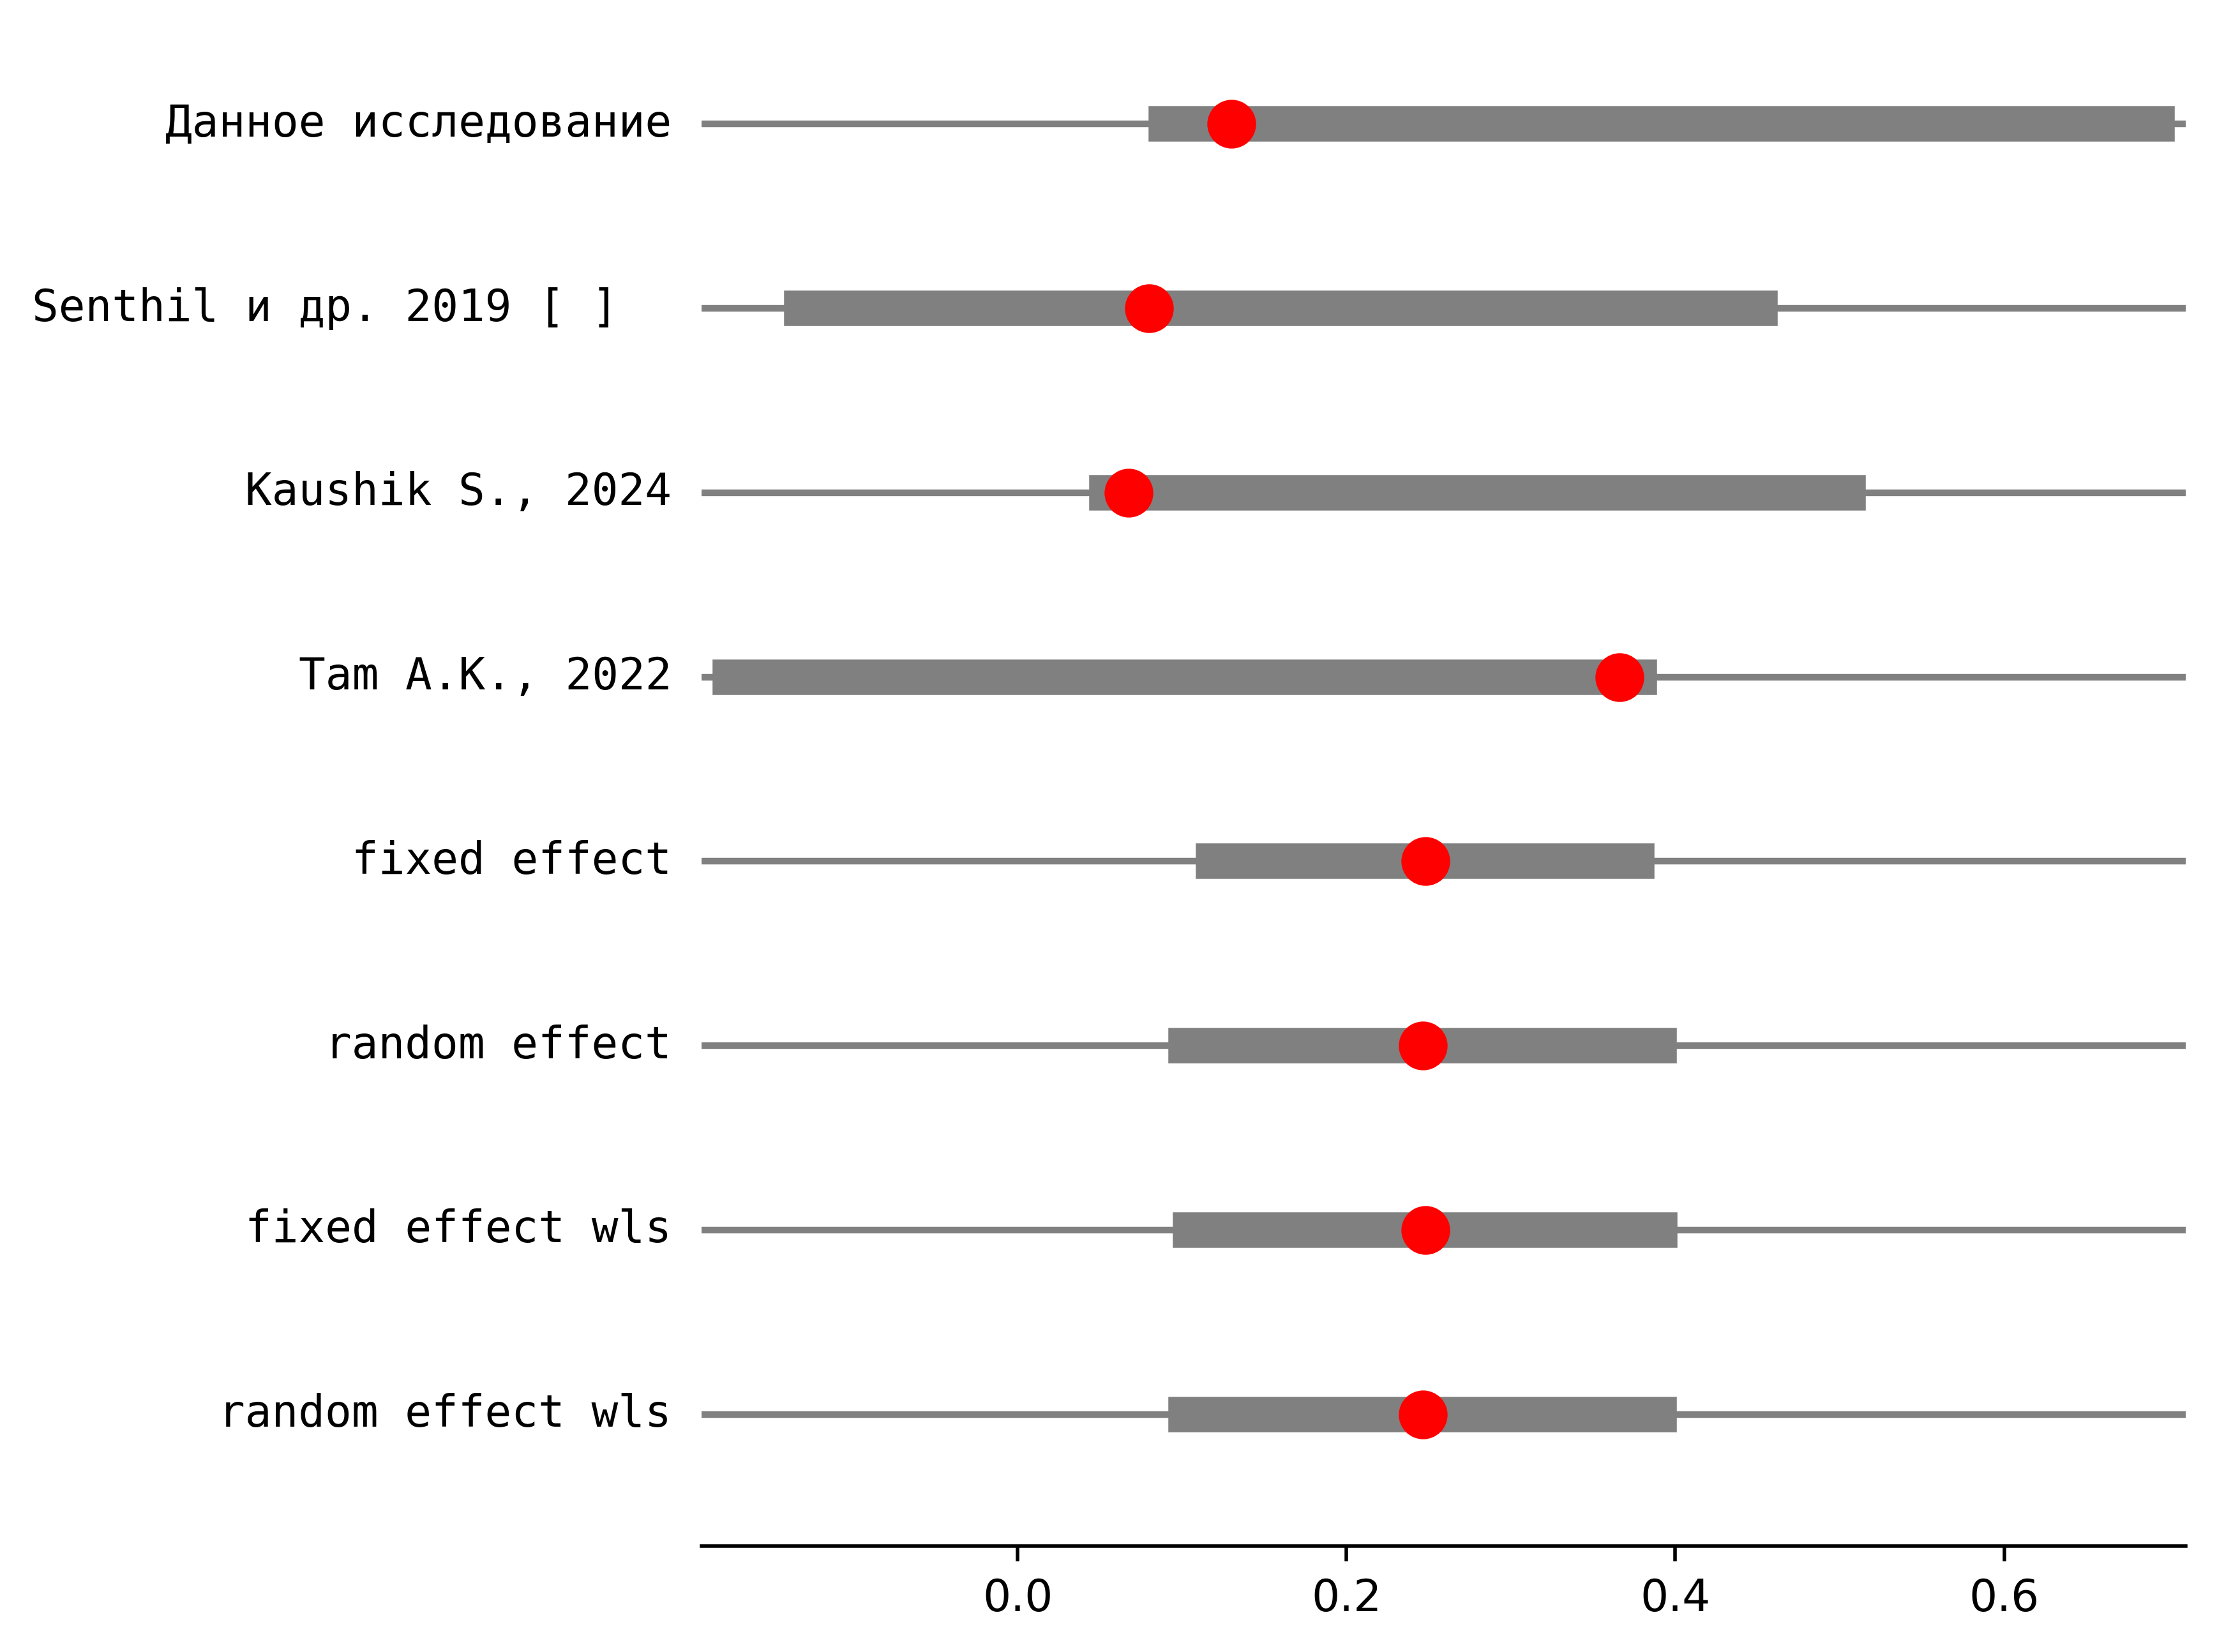 Данное исследование
Senthil и др. 2019 [ ]
Kaushik S., 2024
Tam A.K., 2022
fixed effect
random effect
fixed effect wls
random effect wls
0.0 0.2 0.4 0.6